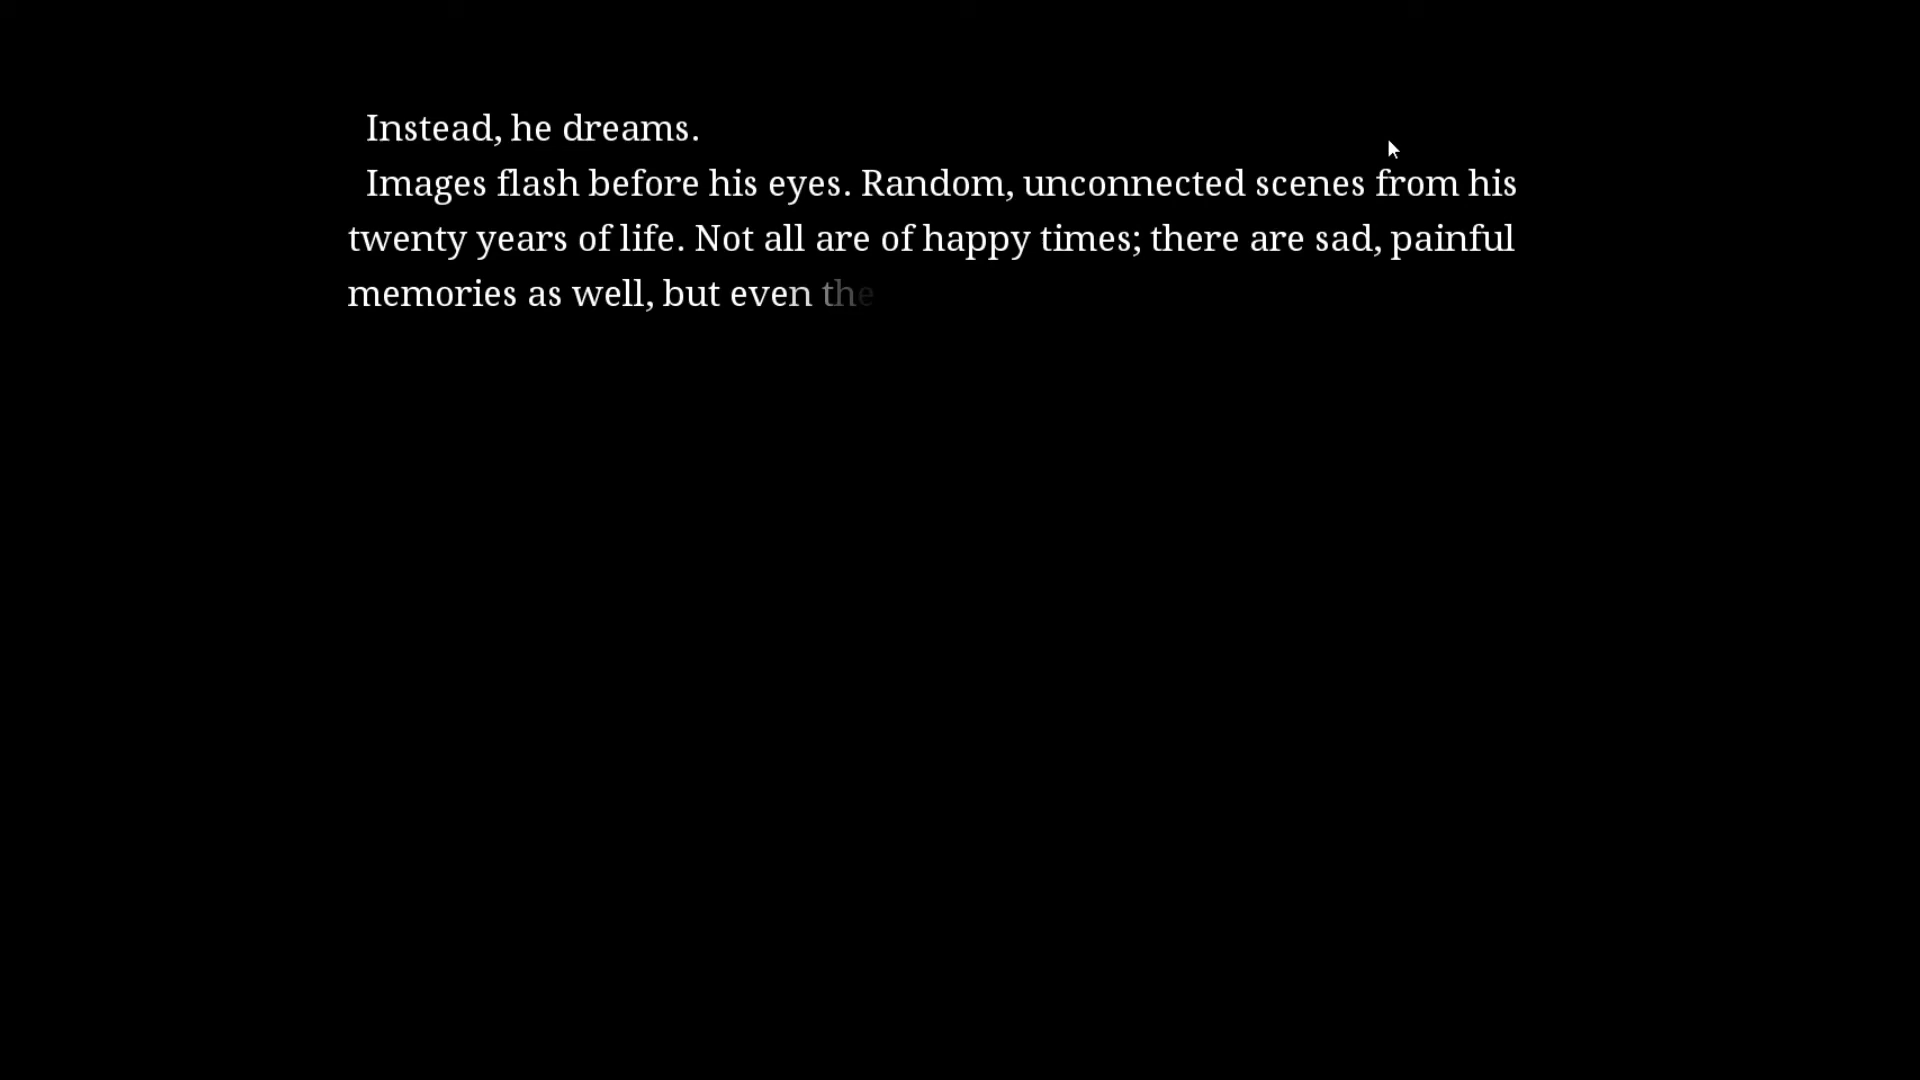 Instead, he dreams.
Images flash before his eyes. Random, unconnected scenes from his
twenty years of life. Not all are of happy times; there are sad, painful
memories as well, but even the